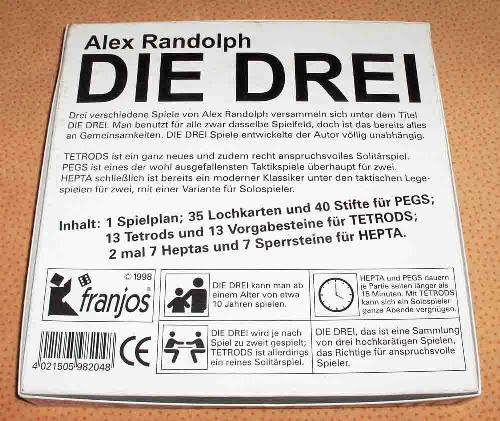 Alex Randolph
DIE DREI
Drei verschiedene Spiele von Alex Randolph versammeln sich unter dem Titel
DIE DREI. Man benutzt für alle zwar dasselbe Spielfeld, doch ist das bereits alles
an Gemeinsamkeiten. DIE DREI Spiele entwickelte der Autor völlig unabhängig.
TETRODS ist ein ganz neues und zudem recht anspruchsvolles Solitärspiel.
PEGS ist eines der wohl ausgefallensten Taktikspiele überhaupt für zwei.
HEPTA schließlich ist bereits ein moderner Klassiker unter den taktischen Lege-
spielen für zwei, mit einer Variante für Solospieler.
Inhalt: 1 Spielplan; 35 Lochkarten und 40 Stifte für PEGS;
13 Tetrods und 13 Vorgabesteine für TETRODS;
2 mal 7 Heptas und 7 Sperrsteine für HEPTA.
© 1998
franjos®
DIE DREI kann man ab
einem Alter von etwa
10 Jahren spielen.
HEPTA und PEGS dauern
je Partie selten länger als
15 Minuten. Mit TETRODS
kann sich ein Solospieler
ganze Abende vergnügen.
4 021505 982048
CE
DIE DREI wird je nach
Spiel zu zweit gespielt;
TETRODS ist allerdings
ein reines Solitärspiel.
DIE DREI, das ist eine Sammlung
von drei hochkarätigen Spielen,
das Richtige für anspruchsvolle
Spieler.